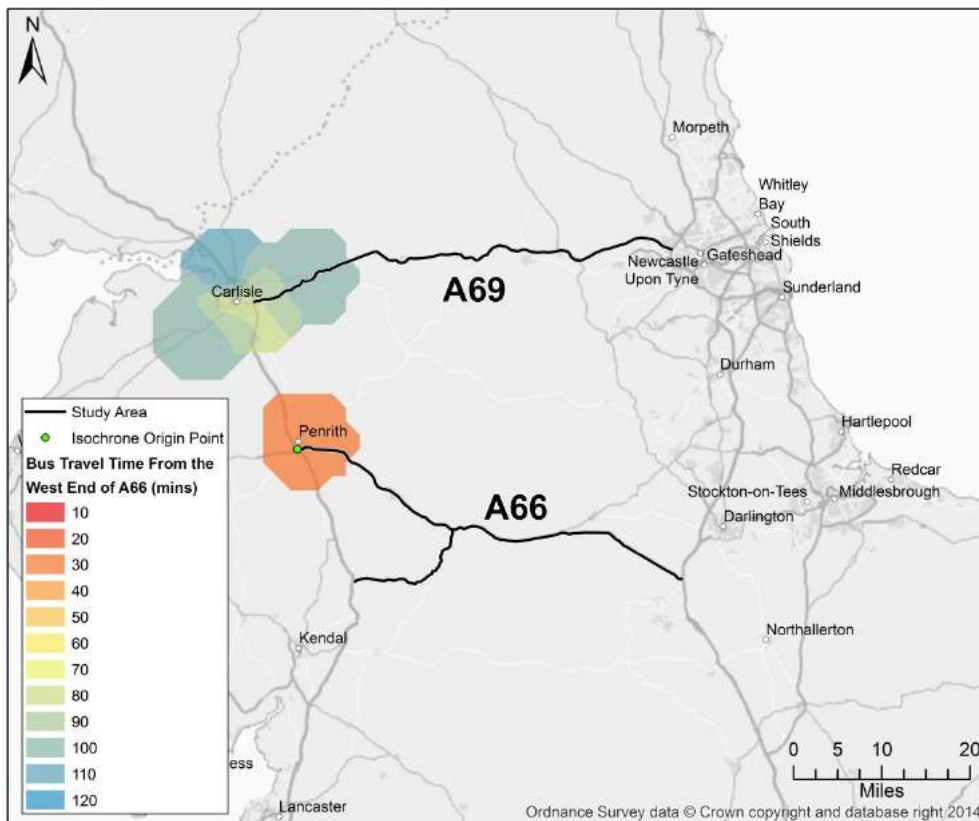 N
Morpeth
Whitley
Bay
South
Shields
Gateshead
Newcastle
Upon Tyne
Carlisle
A69
Sunderland
Durham
Study Area
Isochrone Origin Point
Bus Travel Time From the
West End of A66 (mins)
10
20
30
40
50
60
70
80
90
100
110
120
Penrith
Hartlepool
Redcar
A66
Stockton-on-Tees
Middlesbrough
Darlington
Kendal
Northallerton
ess
Lancaster
0 5 10 20
Miles
Ordnance Survey data © Crown copyright and database right 2014